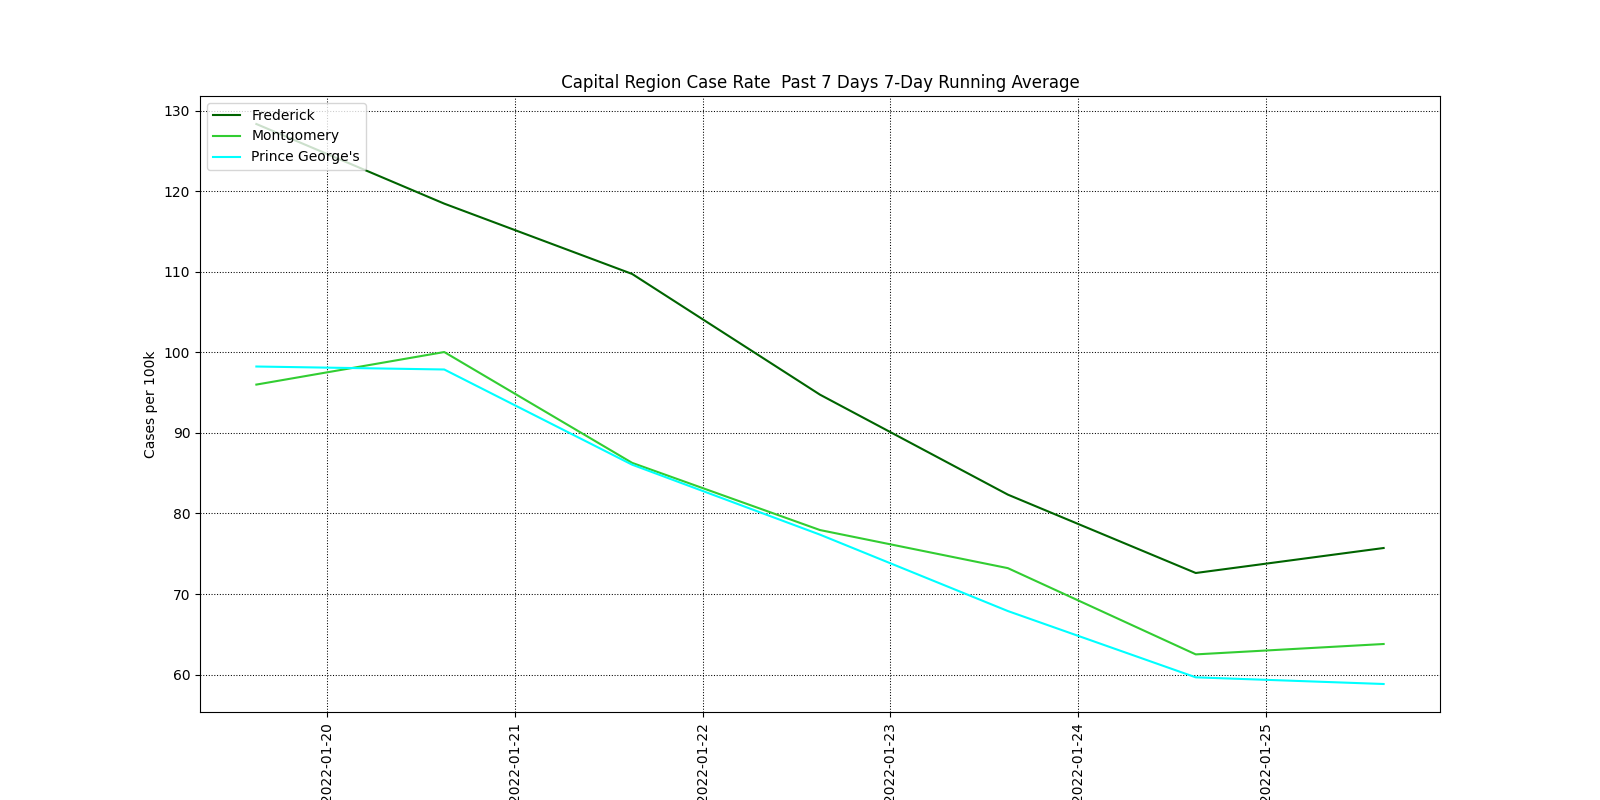 Capital Region Case Rate  Past 7 Days 7-Day Running Average
Frederick
Montgomery
Prince George's
Cases per 100k
130
120
110
100
90
80
70
60
2022-01-20
2022-01-21
2022-01-22
2022-01-23
2022-01-24
2022-01-25